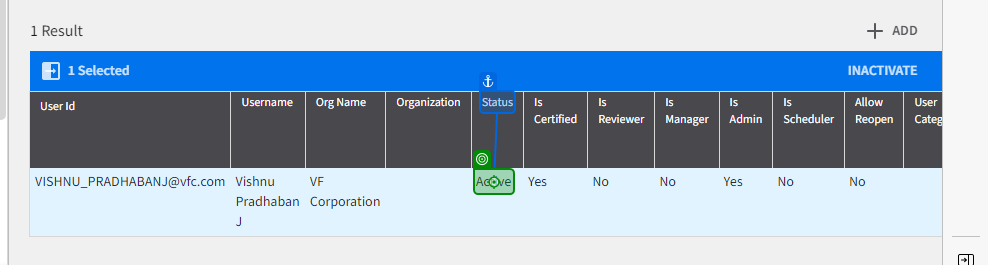 1 Result
ADD
1 Selected
INACTIVATE
User Id
Username
Org Name
Organization
Status
Is
Certified
Is
Reviewer
Is
Manager
Is
Admin
Is
Scheduler
Allow
Reopen
User
Categ
VISHNU_PRADHABANJ@vfc.com
Vishnu
Pradhaban
J
VF
Corporation
Active
Yes
No
No
Yes
No
No